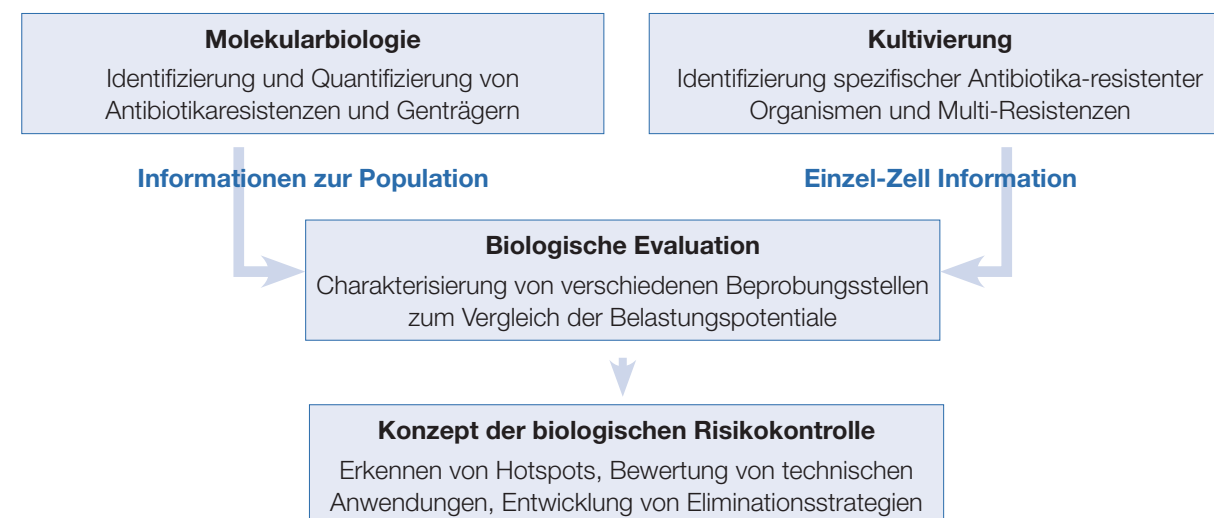 Molekularbiologie
Identifizierung und Quantifizierung von
Antibiotikaresistenzen und Genträgern
Kultivierung
Identifizierung spezifischer Antibiotika-resistenter
Organismen und Multi-Resistenzen
Informationen zur Population
Einzel-Zell Information
Biologische Evaluation
Charakterisierung von verschiedenen Beprobungsstellen
zum Vergleich der Belastungspotentiale
Konzept der biologischen Risikokontrolle
Erkennen von Hotspots, Bewertung von technischen
Anwendungen, Entwicklung von Eliminationsstrategien